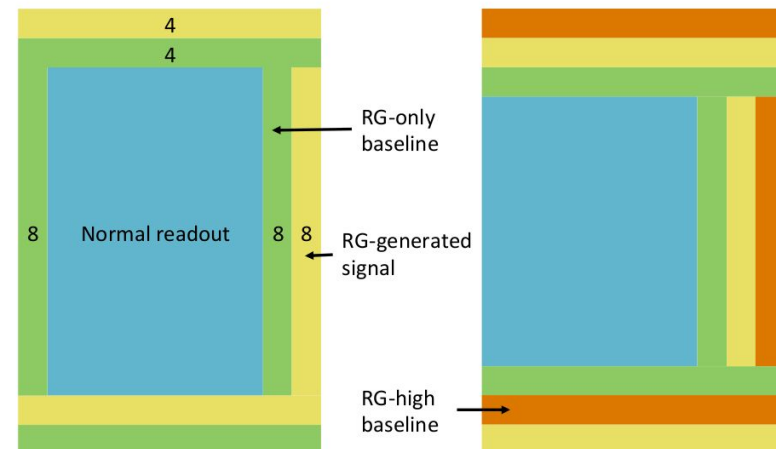 4
4
RG-only
baseline
8
Normal readout
8
8
RG-generated
signal
RG-high
baseline